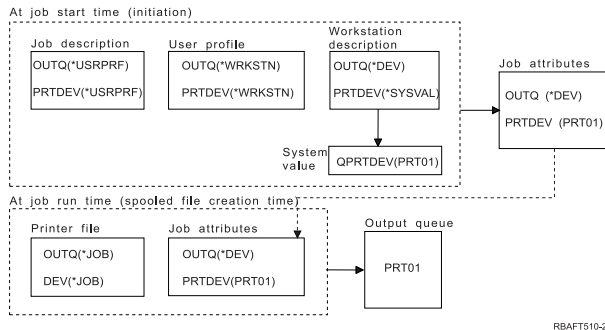 At job start time (initiation)
Job description
OUTQ(*USRPRF)
PRTDEV(*USRPRF)
User profile
OUTQ(*WRKSTN)
PRTDEV(*WRKSTN)
Workstation
description
OUTQ(*DEV)
PRTDEV(*SYSVAL)
System
value
QPRTDEV(PRT01)
Job attributes
OUTQ (*DEV)
PRTDEV (PRT01)
At job run time (spooled file creation time)
Printer file
OUTQ(*JOB)
DEV(*JOB)
Job attributes
OUTQ(*DEV)
PRTDEV(PRT01)
Output queue
PRT01
RBAFT510-2